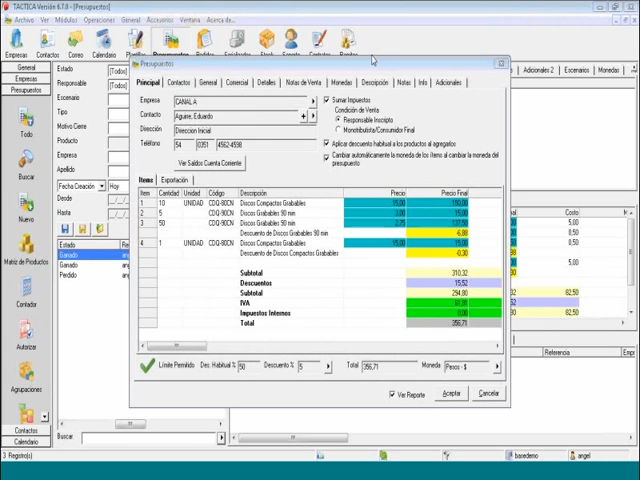 TACTICA Versión 6.7.8 - [Presupuestos]
Archivo Ver Módulos Operaciones General Accesorios Ventana Acerca de...
Empresas Contactos Correo Calendario
General
Empresas
Presupuestos
Todo
Buscar
Nuevo
Matriz de Productos
Contador
Autorizar
Agrupaciones
Contactos
Calendario
Estado [Todos]
Responsable [Todos]
Escenario
Tipo
Motivo Cierre
Producto
Empresa
Apellido
Fecha Creación Hoy
Desde
Hasta
Estado
Ganado
Ganado
Perdido
Buscar
Presupuestos
Principal Contactos General Comercial Detalles Notas de Venta Monedas Descripción Notas Info Adicionales
Empresa CANAL A
Contacto Aguirre, Eduardo
Dirección Direccion Inicial
Teléfono 54 0351 4562-4598
Ver Saldos Cuenta Corriente
Sumar Impuestos
Condición de Venta
Responsable Inscripto
Monotributista/Consumidor Final
Aplicar descuento habitual a los productos al agregarlos
Cambiar automáticamente la moneda de los ítems al cambiar la moneda del presupuesto
Items Exportación
Item Cantidad Unidad Código Descripción Precio Precio Final
1 10 UNIDAD CDQ-80CN Discos Compactos Grabables 15,00 150,00
2 5 CDQ-90CN Discos Grabables 90 min 3,00 15,00
3 50 CDQ-90CN Discos Grabables 90 min 2,75 137,50
Descuento de Discos Grabables 90 min -6,88
4 1 UNIDAD CDQ-80CN Discos Compactos Grabables 15,00 15,00
Descuento de Discos Compactos Grabables -0,30
Subtotal 310,32
Descuentos 15,52
Subtotal 294,80
IVA 61,91
Impuestos Internos 0,00
Total 356,71
Límite Permitido Des. Habitual % 50 Descuento % 5 Total 356,71 Moneda Pesos - $
Ver Reporte Aceptar Cancelar
Adicionales 2 Escenarios Monedas
Costo
5,00
8,50
0,50
5,00
82,50
82,50
Referencia
3 Registro(s) basedemo angel